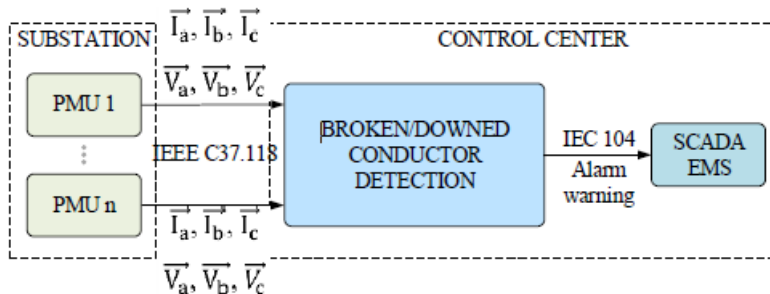 SUBSTATION
I⃗a, I⃗b, I⃗c
CONTROL CENTER
V⃗a, V⃗b, V⃗c
PMU 1
IEEE C37.118
BROKEN/DOWNED
CONDUCTOR
DETECTION
IEC 104
Alarm
warning
SCADA
EMS
PMU n
I⃗a, I⃗b, I⃗c
V⃗a, V⃗b, V⃗c